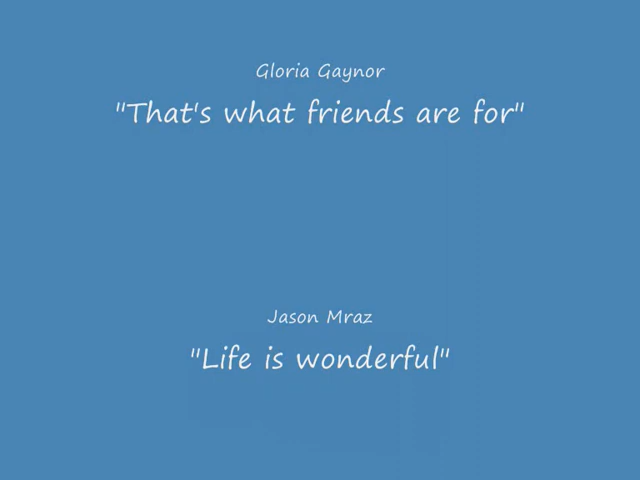 Gloria Gaynor
"That's what friends are for"
Jason Mraz
"Life is wonderful"